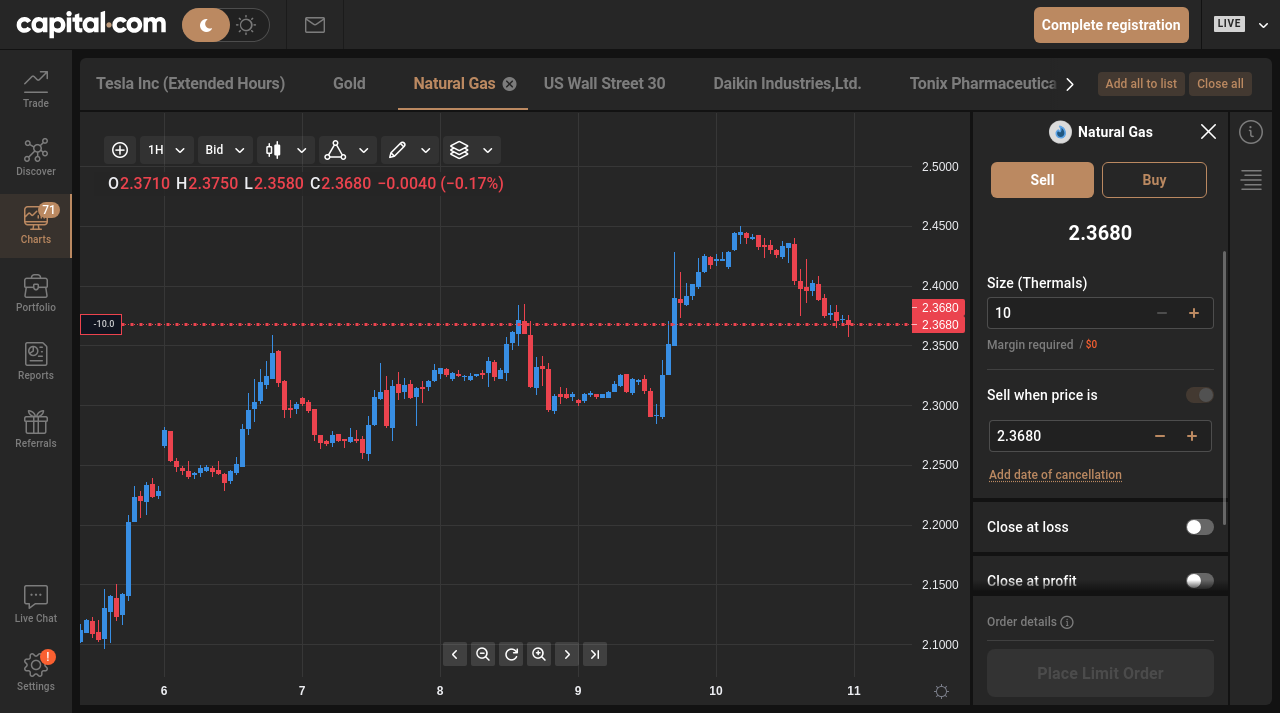 capital.com
Complete registration
LIVE
Trade
Discover
71
Charts
Portfolio
Reports
Referrals
Live Chat
!
Settings
Tesla Inc (Extended Hours) Gold Natural Gas US Wall Street 30 Daikin Industries,Ltd. Tonix Pharmaceutica
Add all to list Close all
1H Bid
O2.3710 H2.3750 L2.3580 C2.3680 −0.0040 (−0.17%)
-10.0
2.5000
2.4500
2.4000
2.3680
2.3680
2.3500
2.3000
2.2500
2.2000
2.1500
2.1000
6 7 8 9 10 11
Natural Gas
Sell Buy
2.3680
Size (Thermals)
10
Margin required / $0
Sell when price is
2.3680
Add date of cancellation
Close at loss
Close at profit
Order details
Place Limit Order